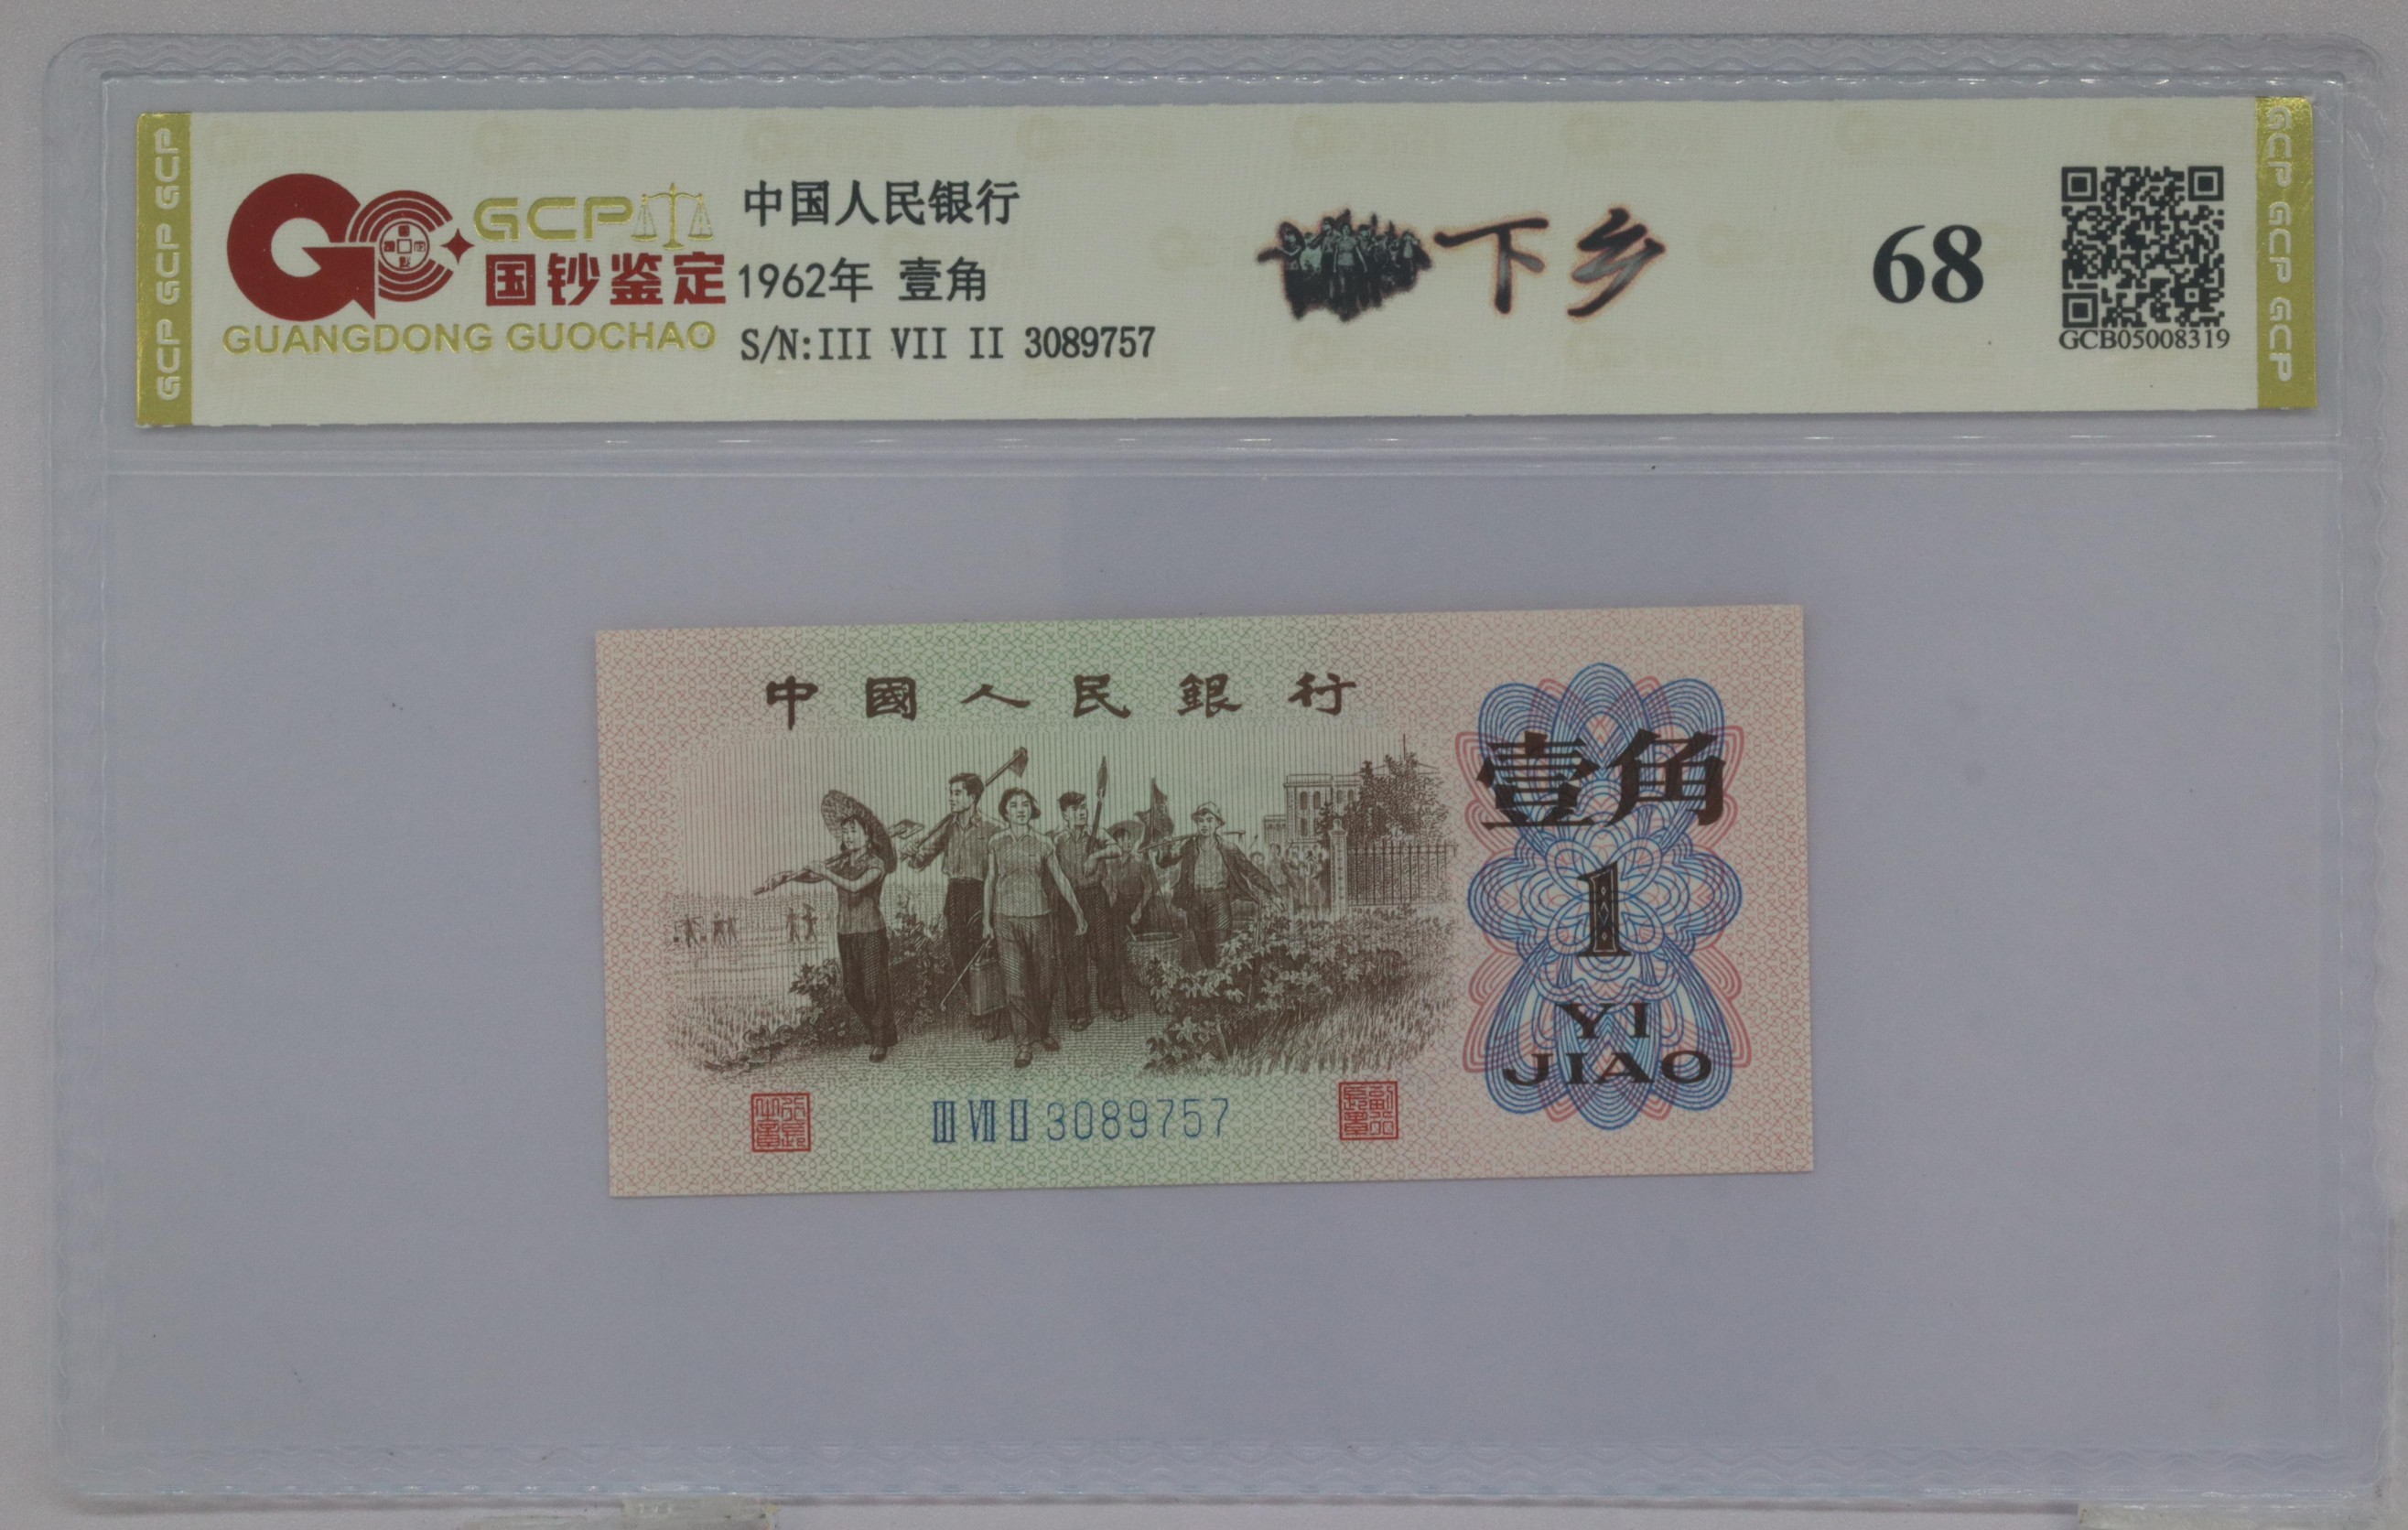 GCP GCP GCP
GCP
国钞鉴定
GUANGDONG GUOCHAO
中国人民银行
1962年 壹角
S/N:III VII II 3089757
下乡
68
GCB05008319
GCP GCP GCP
中國人民銀行
壹角
1
YI
JIAO
III VII II 3089757